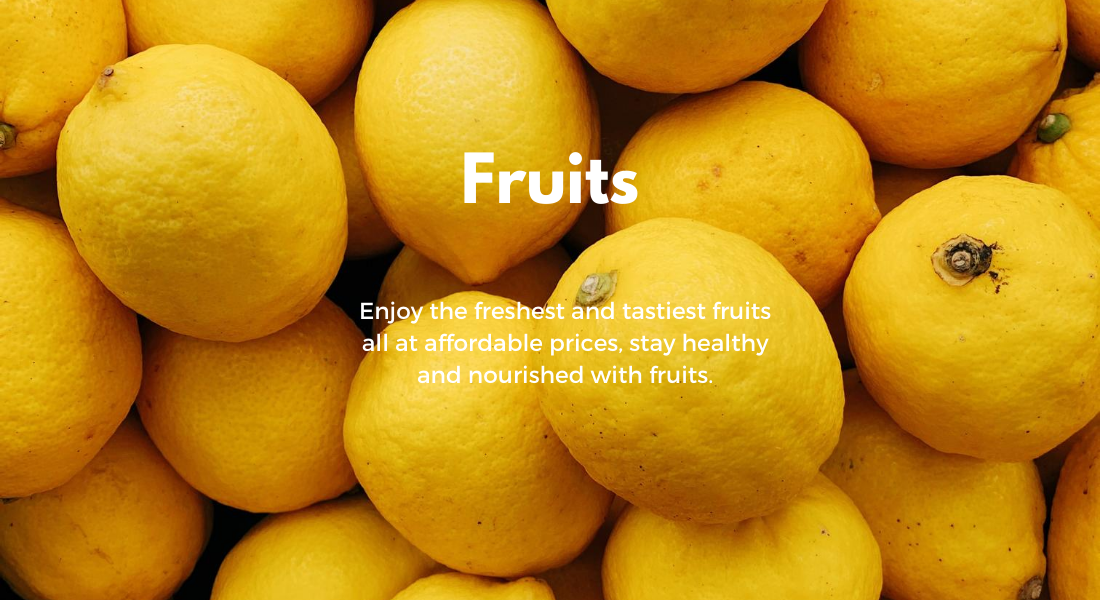 Fruits
Enjoy the freshest and tastiest fruits
all at affordable prices, stay healthy
and nourished with fruits.